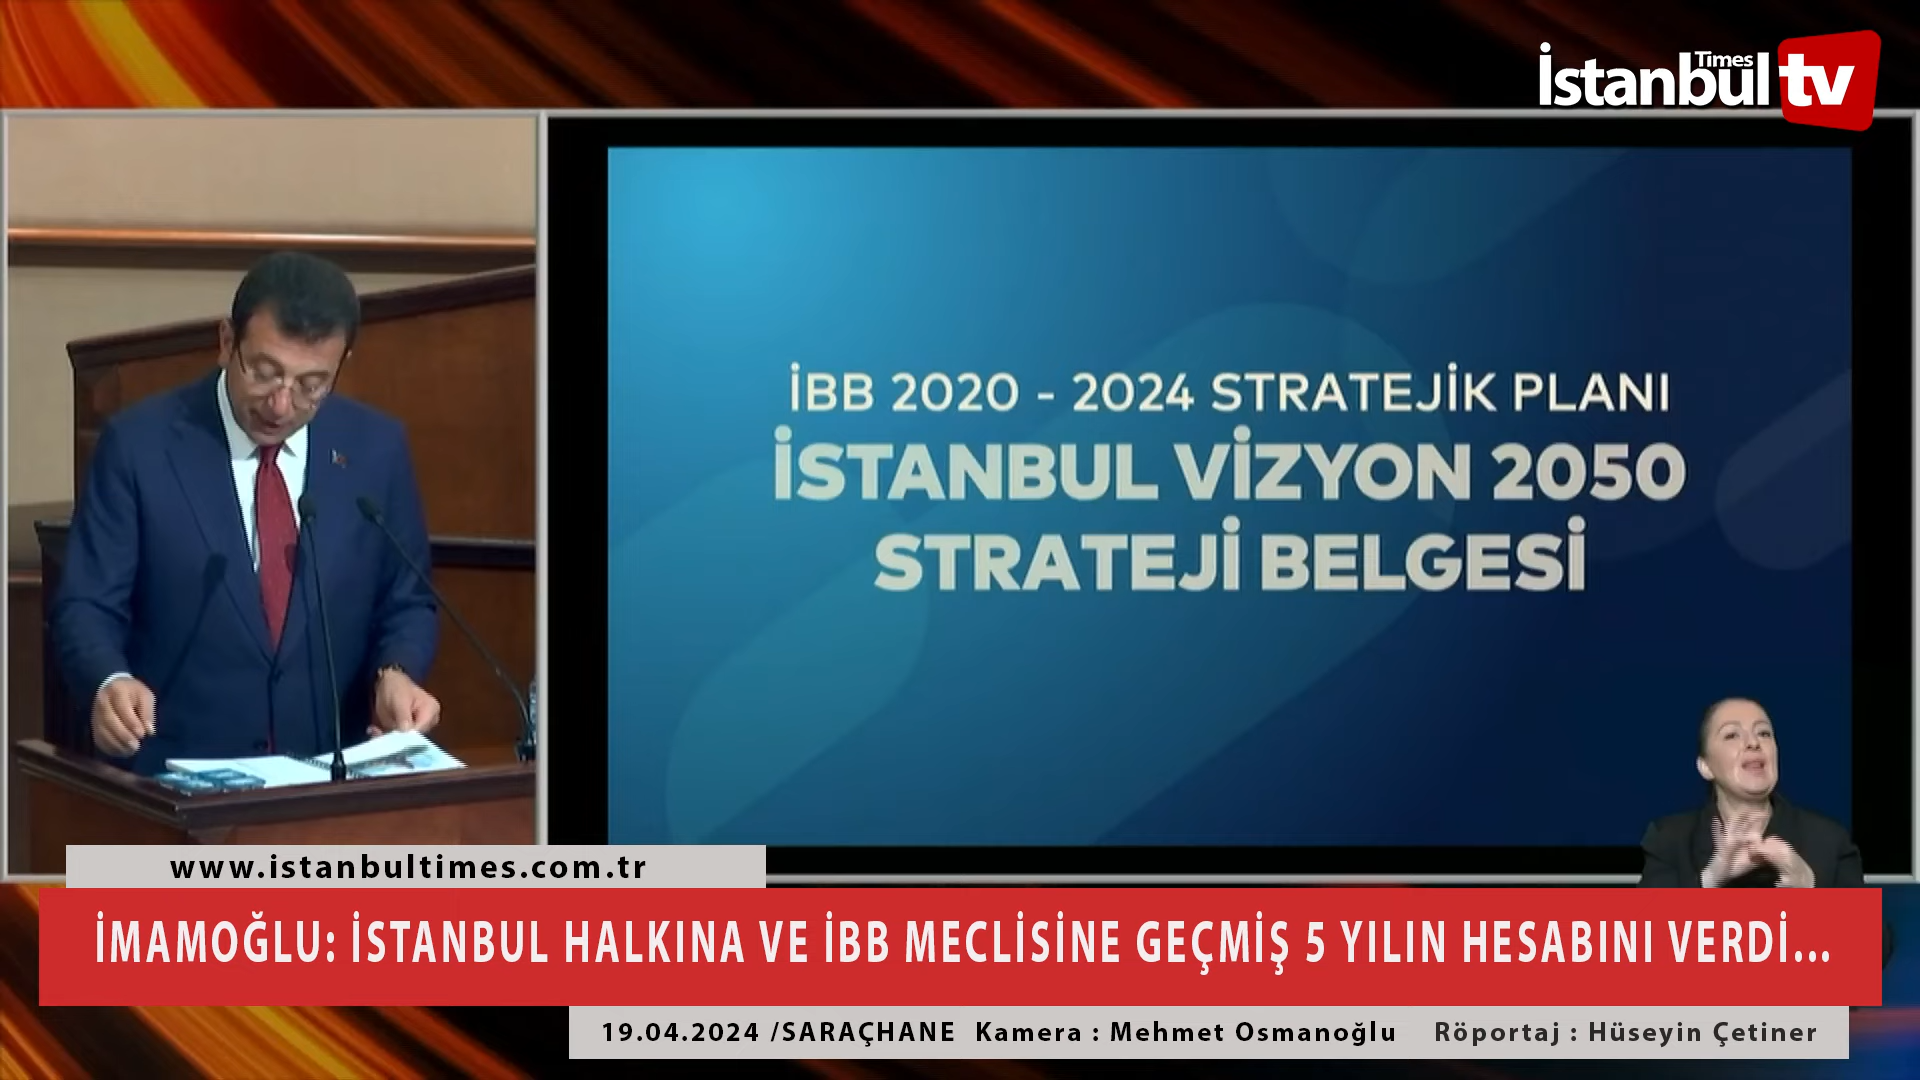 Times
İstanbul tv
İBB 2020 - 2024 STRATEJİK PLANI
İSTANBUL VİZYON 2050
STRATEJİ BELGESİ
www.istanbultimes.com.tr
İMAMOĞLU: İSTANBUL HALKINA VE İBB MECLİSİNE GEÇMİŞ 5 YILIN HESABINI VERDİ...
19.04.2024 /SARAÇHANE Kamera : Mehmet Osmanoğlu Röportaj : Hüseyin Çetiner